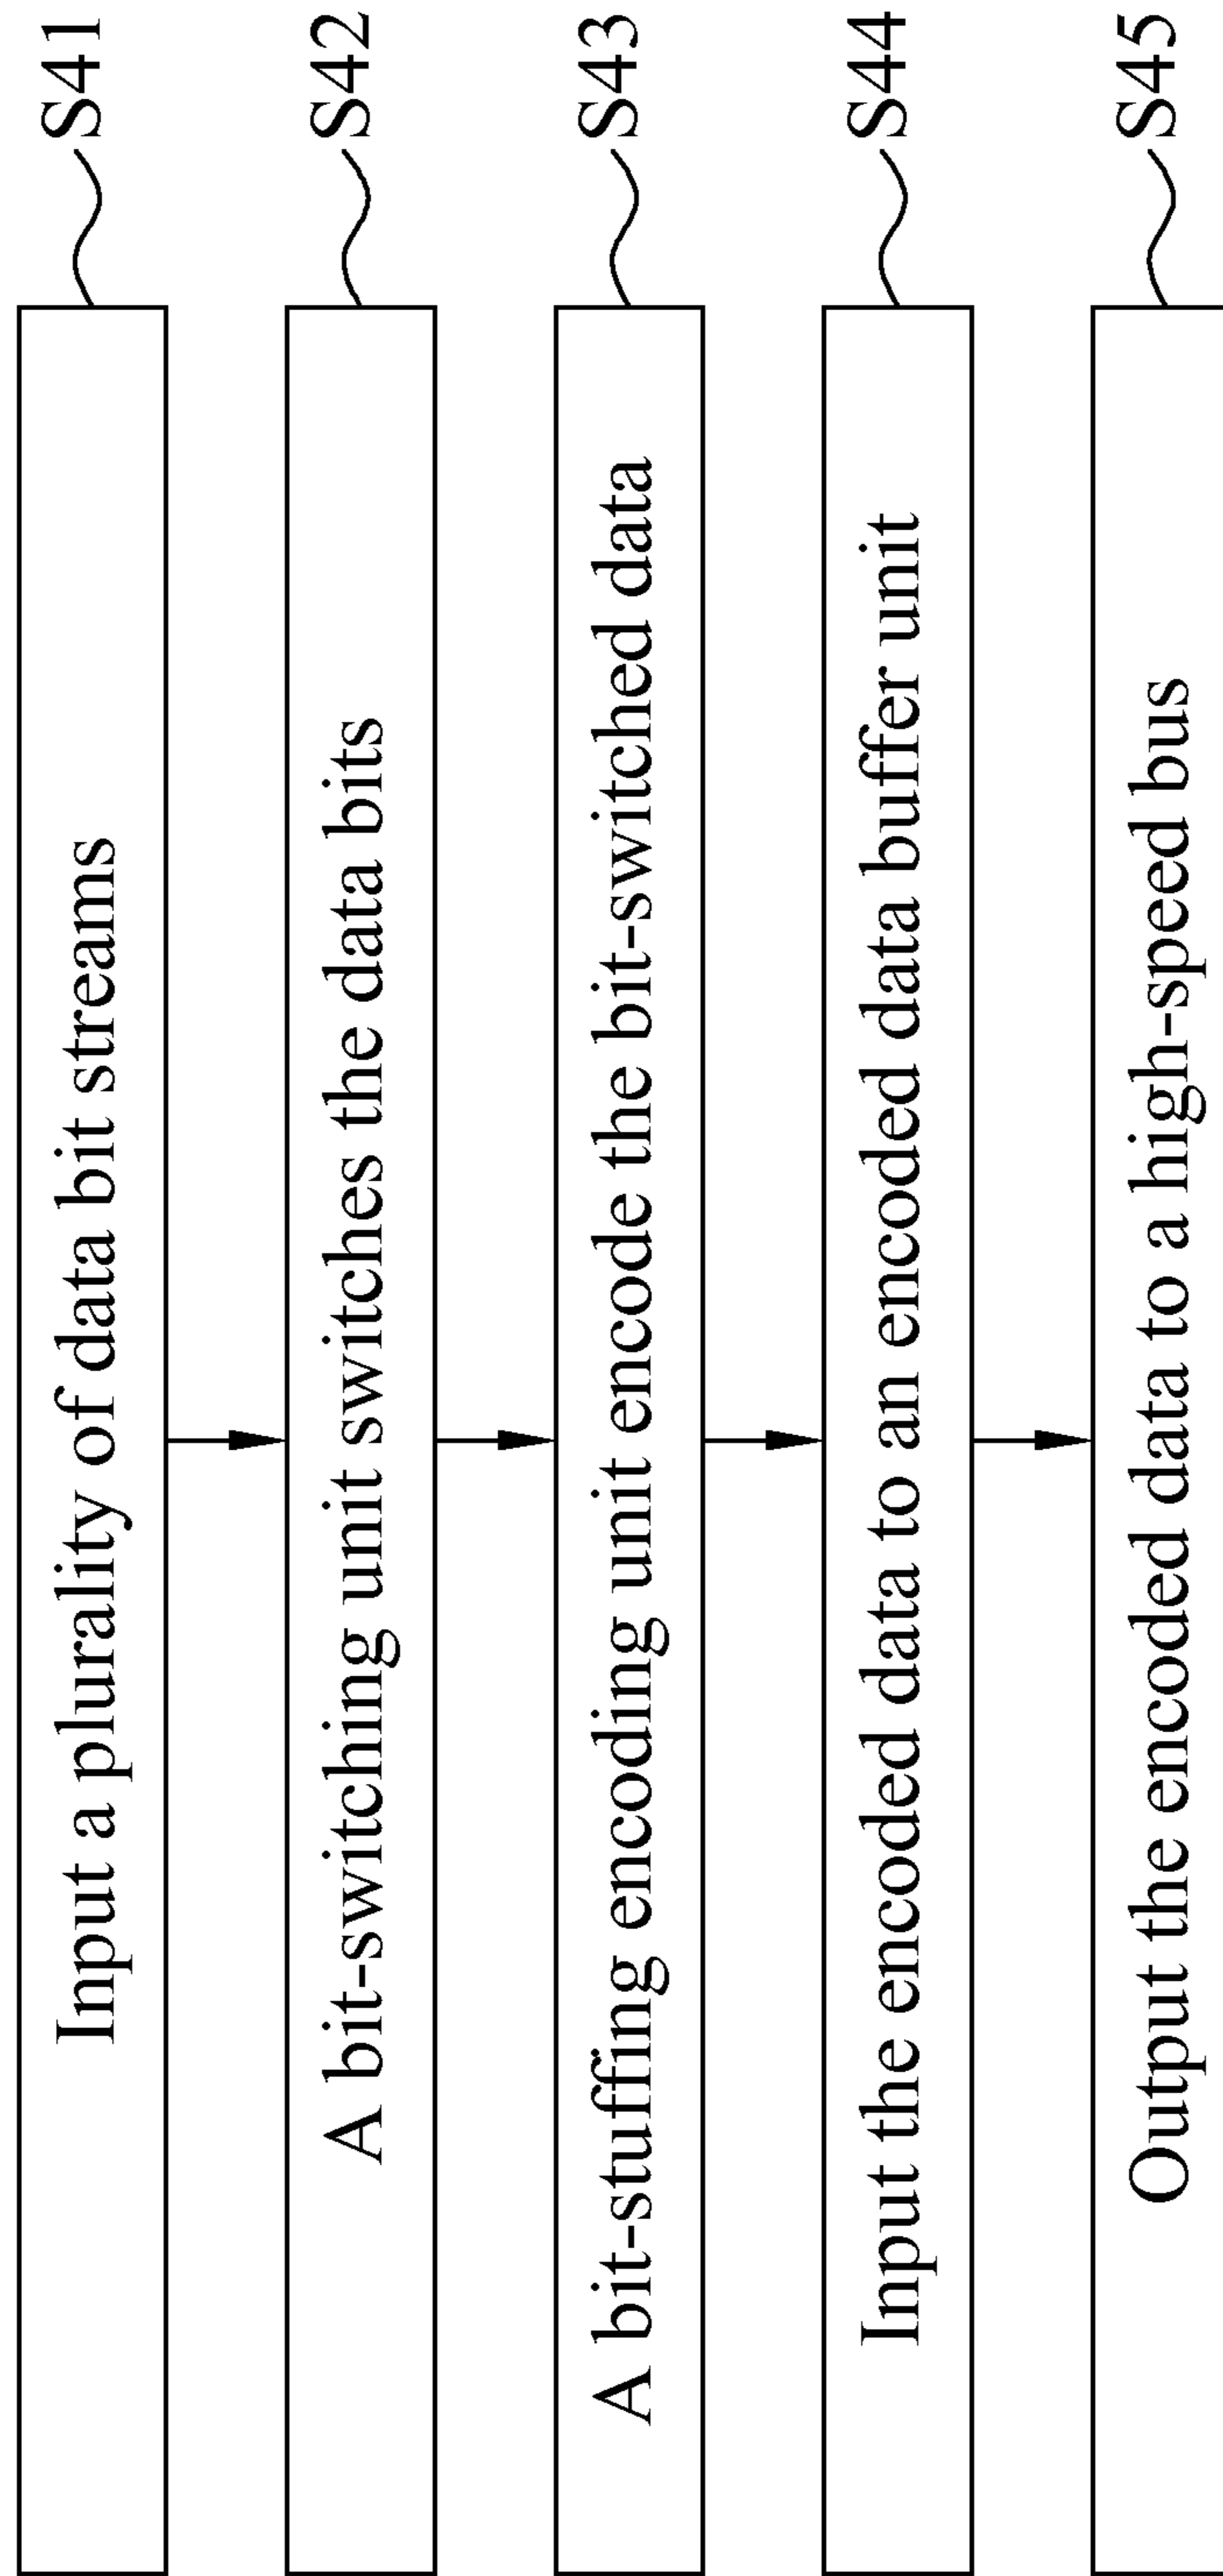 Input a plurality of data bit streams
S41
A bit-switching unit switches the data bits
S42
A bit-stuffing encoding unit encode the bit-switched data
S43
Input the encoded data to an encoded data buffer unit
S44
Output the encoded data to a high-speed bus
S45